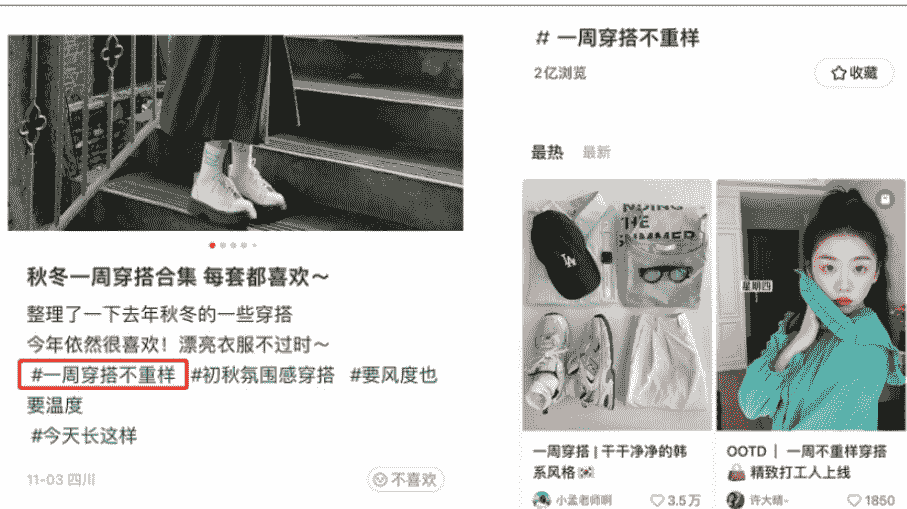 秋冬一周穿搭合集 每套都喜欢～
整理了一下去年秋冬的一些穿搭
今年依然很喜欢！漂亮衣服不过时～
#一周穿搭不重样 #初秋氛围感穿搭 #要风度也
要温度
#今天长这样
11-03 四川
不喜欢
# 一周穿搭不重样
2亿浏览
收藏
最热 最新
NDING
THE
SUMMER
LA
星期四
一周穿搭 | 干干净净的韩
系风格🇰🇷
小孟老师啊 3.5万
OOTD | 一周不重样穿搭
👜 精致打工人上线
许大晴~ 1850